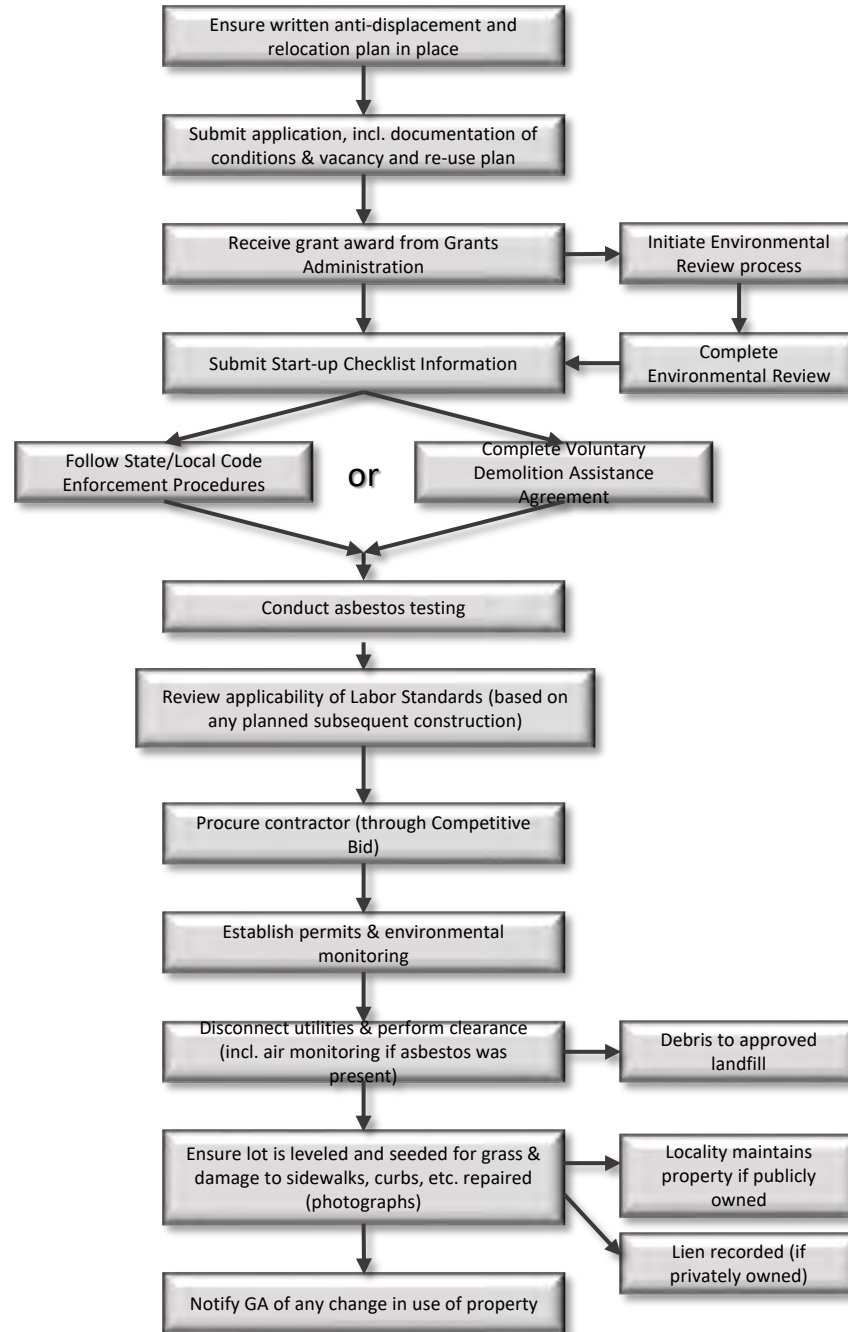 Ensure written anti-displacement and
relocation plan in place
Submit application, incl. documentation of
conditions & vacancy and re-use plan
Receive grant award from Grants
Administration
Initiate Environmental
Review process
Submit Start-up Checklist Information
Complete
Environmental Review
Follow State/Local Code
Enforcement Procedures
or
Complete Voluntary
Demolition Assistance
Agreement
Conduct asbestos testing
Review applicability of Labor Standards (based on
any planned subsequent construction)
Procure contractor (through Competitive
Bid)
Establish permits & environmental
monitoring
Disconnect utilities & perform clearance
(incl. air monitoring if asbestos was
present)
Debris to approved
landfill
Ensure lot is leveled and seeded for grass &
damage to sidewalks, curbs, etc. repaired
(photographs)
Locality maintains
property if publicly
owned
Lien recorded (if
privately owned)
Notify GA of any change in use of property